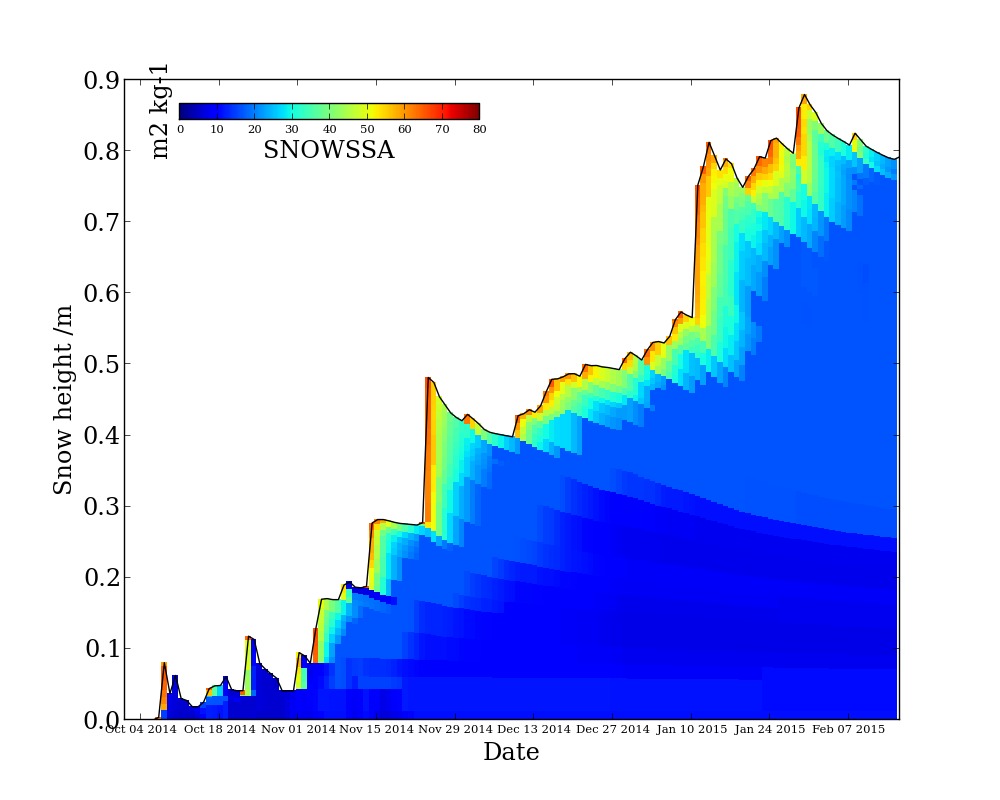 m2 kg-1
0 10 20 30 40 50 60 70 80
SNOWSSA
Snow height /m
0.9
0.8
0.7
0.6
0.5
0.4
0.3
0.2
0.1
0.0
Oct 04 2014 Oct 18 2014 Nov 01 2014 Nov 15 2014 Nov 29 2014 Dec 13 2014 Dec 27 2014 Jan 10 2015 Jan 24 2015 Feb 07 2015
Date